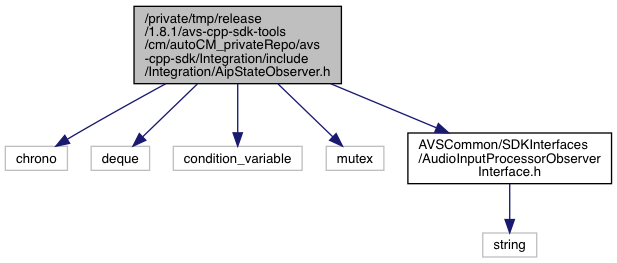 /private/tmp/release
/1.8.1/avs-cpp-sdk-tools
/cm/autoCM_privateRepo/avs
-cpp-sdk/Integration/include
/Integration/AipStateObserver.h
chrono
deque
condition_variable
mutex
AVSCommon/SDKInterfaces
/AudioInputProcessorObserver
Interface.h
string